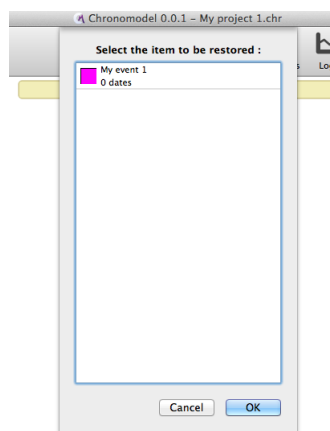 Chronomodel 0.0.1 – My project 1.chr
Select the item to be restored :
My event 1
0 dates
Cancel
OK